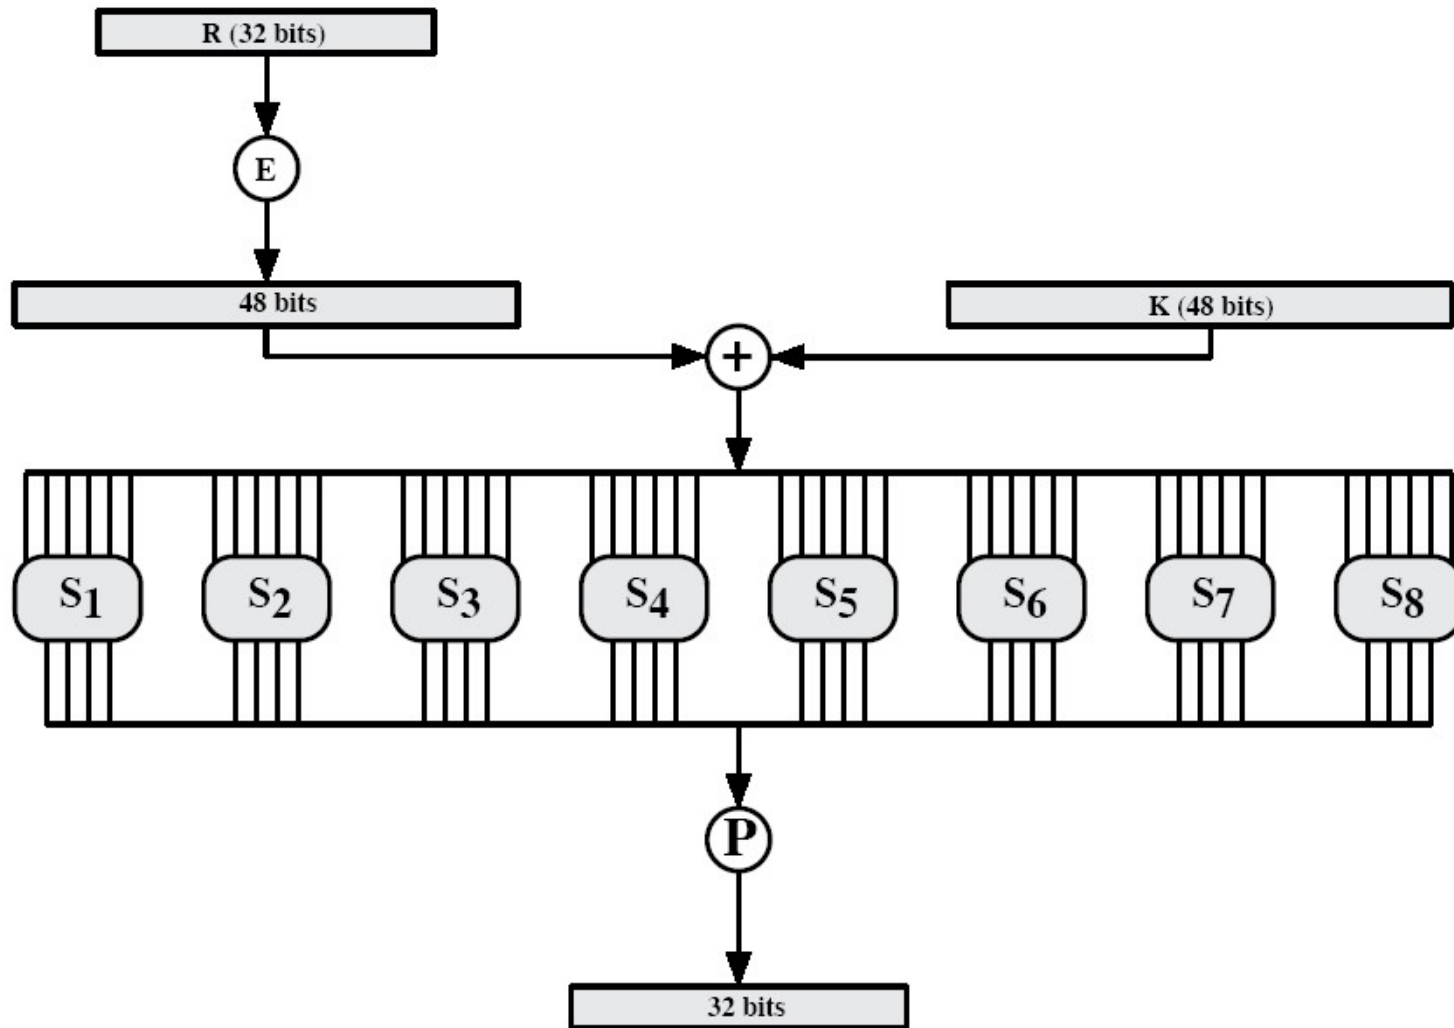 R (32 bits)
E
48 bits
K (48 bits)
+
S1 S2 S3 S4 S5 S6 S7 S8
P
32 bits